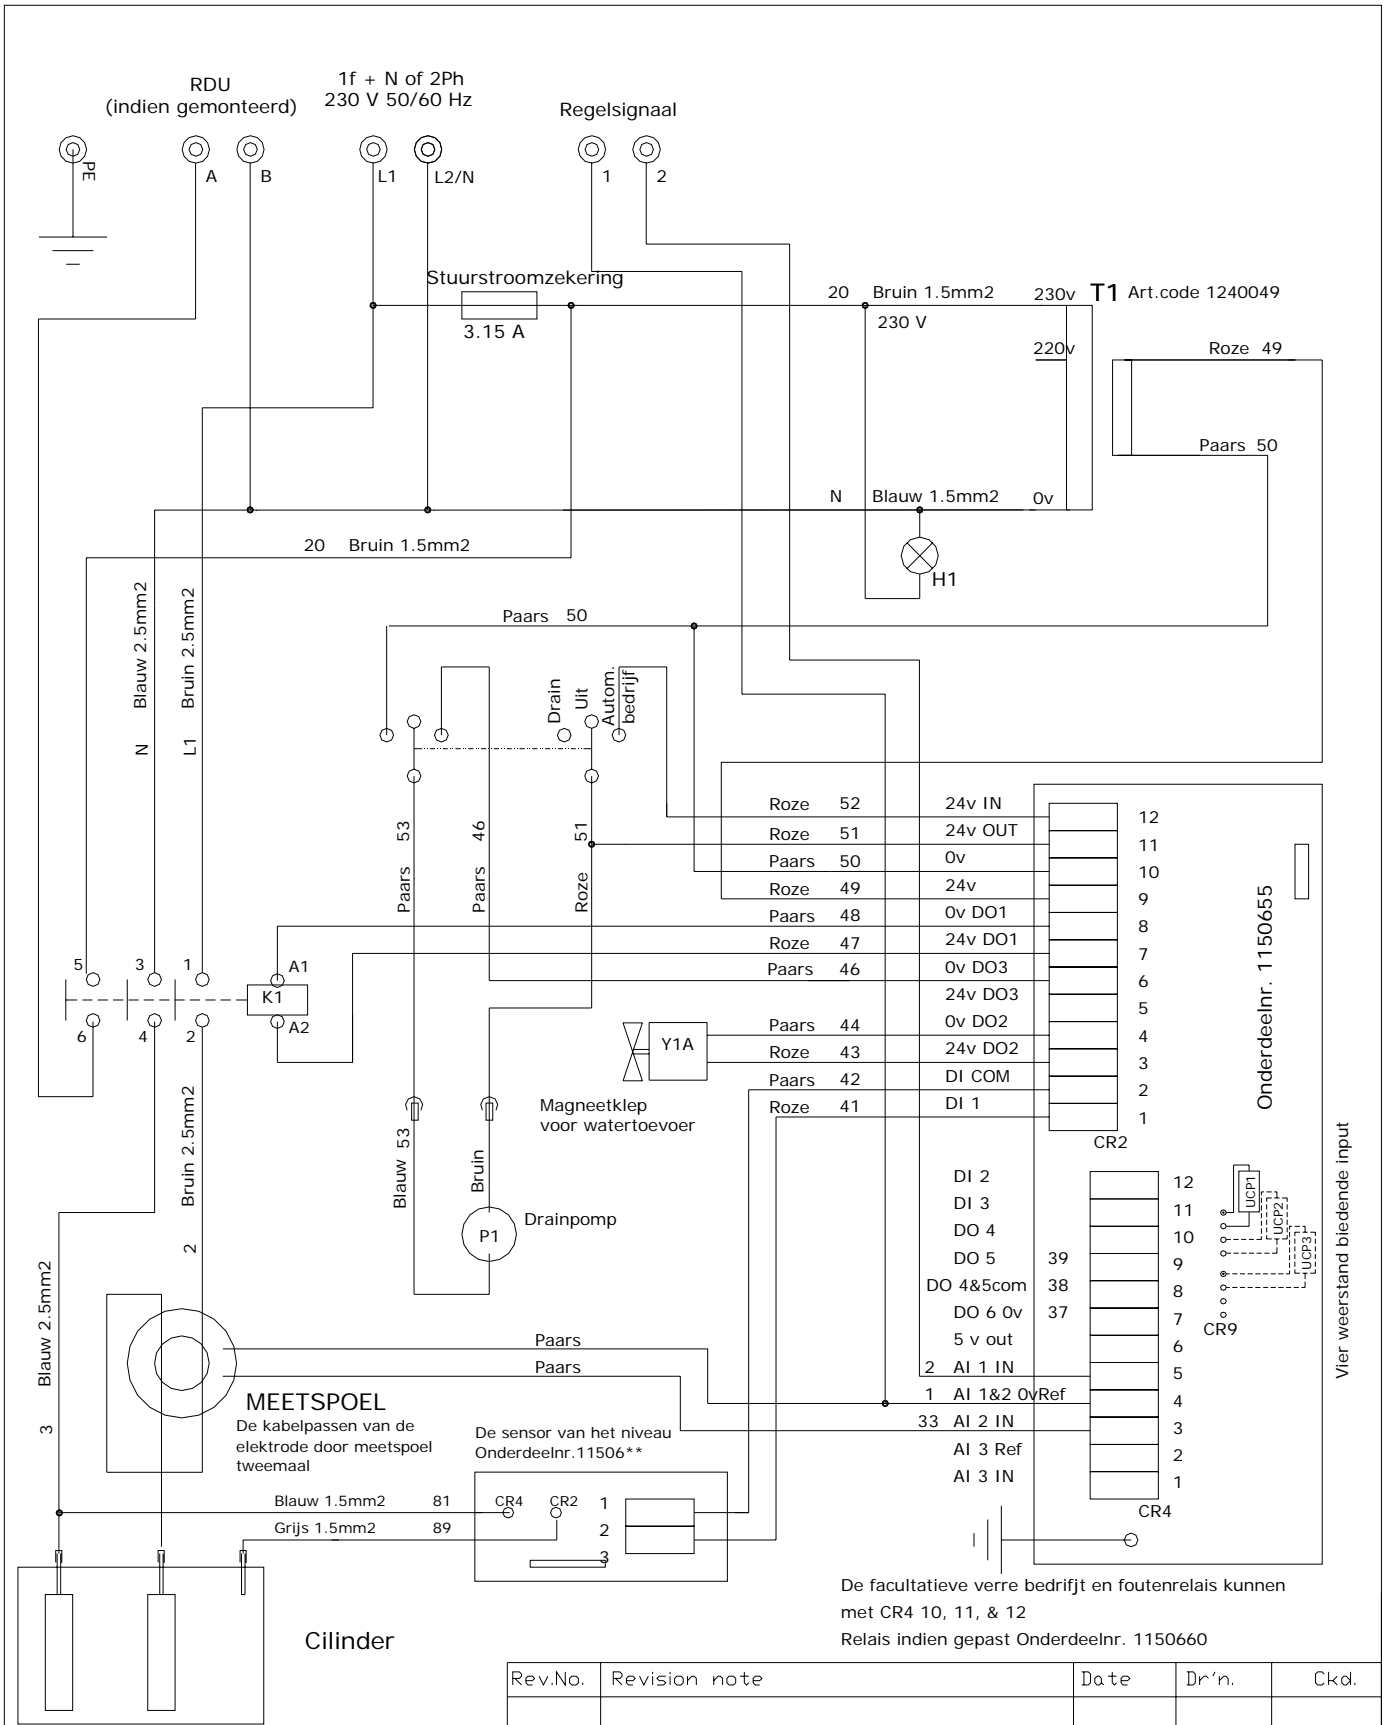 RDU
(indien gemonteerd)
1f + N of 2Ph
230 V 50/60 Hz
Regelsignaal
PE
A
B
L1
L2/N
1
2
Stuurstroomzekering
3.15 A
20 Bruin 1.5mm2
230 V
230v
T1 Art.code 1240049
220v
Roze 49
Paars 50
N Blauw 1.5mm2
0v
20 Bruin 1.5mm2
H1
Blauw 2.5mm2
Bruin 2.5mm2
N
L1
Paars 50
Drain
Uit
Autom.
bedrijf
53
46
51
Paars
Paars
Roze
Roze 52 24v IN 12
Roze 51 24v OUT 11
Paars 50 0v 10
Roze 49 24v 9
Paars 48 0v DO1 8
Roze 47 24v DO1 7
Paars 46 0v DO3 6
24v DO3 5
Paars 44 0v DO2 4
Roze 43 24v DO2 3
Paars 42 DI COM 2
Roze 41 DI 1 1
CR2
Onderdeelnr. 1150655
5
3
1
A1
K1
A2
6
4
2
Y1A
Magneetklep
voor watertoevoer
Bruin 2.5mm2
2
Blauw 53
Bruin
P1
Drainpomp
DI 2 12
DI 3 11
DO 4 10
DO 5 39 9
DO 4&5com 38 8
DO 6 0v 37 7
5 v out 6
2 AI 1 IN 5
1 AI 1&2 0vRef 4
33 AI 2 IN 3
AI 3 Ref 2
AI 3 IN 1
CR4
UCP1
UCP2
UCP3
CR9
Vier weerstand biedende input
Blauw 2.5mm2
3
Paars
Paars
MEETSPOEL
De kabelpassen van de
elektrode door meetspoel
tweemaal
De sensor van het niveau
Onderdeelnr.11506**
Blauw 1.5mm2 81
CR4
CR2
1
Grijs 1.5mm2 89
2
3
Cilinder
De facultatieve verre bedrifjt en foutenrelais kunnen
met CR4 10, 11, & 12
Relais indien gepast Onderdeelnr. 1150660
Rev.No. Revision note Date Dr'n. Ckd.